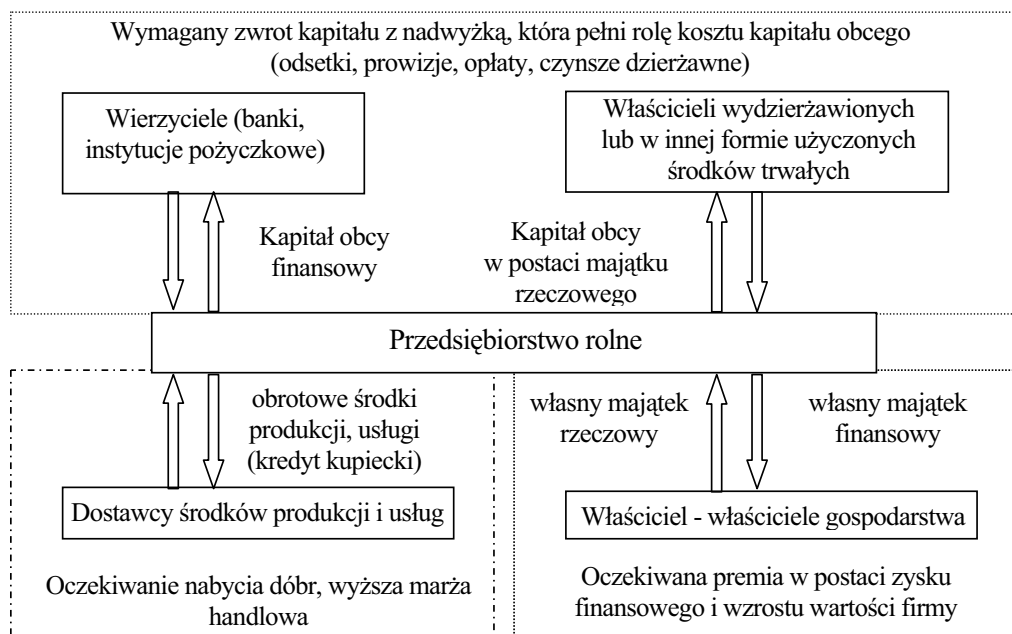 Wymagany zwrot kapitału z nadwyżką, która pełni rolę kosztu kapitału obcego
(odsetki, prowizje, opłaty, czynsze dzierżawne)
Wierzyciele (banki,
instytucje pożyczkowe)
Właścicieli wydzierżawionych
lub w innej formie użyczonych
środków trwałych
Kapitał obcy
finansowy
Kapitał obcy
w postaci majątku
rzeczowego
Przedsiębiorstwo rolne
obrotowe środki
produkcji, usługi
(kredyt kupiecki)
własny majątek
rzeczowy
własny majątek
finansowy
Dostawcy środków produkcji i usług
Właściciel - właściciele gospodarstwa
Oczekiwanie nabycia dóbr, wyższa marża
handlowa
Oczekiwana premia w postaci zysku
finansowego i wzrostu wartości firmy